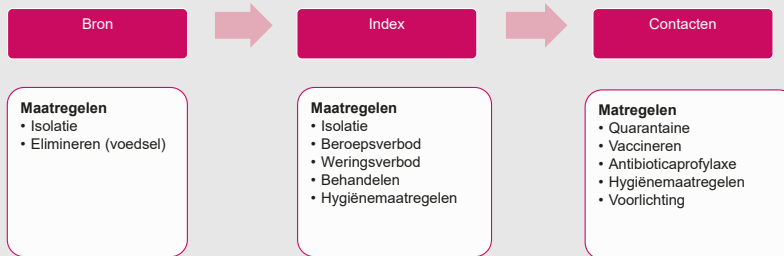 Bron
Index
Contacten
Maatregelen
• Isolatie
• Elimineren (voedsel)
Maatregelen
• Isolatie
• Beroepsverbod
• Weringsverbod
• Behandelen
• Hygiënemaatregelen
Matregelen
• Quarantaine
• Vaccineren
• Antibioticaprofylaxe
• Hygiënemaatregelen
• Voorlichting